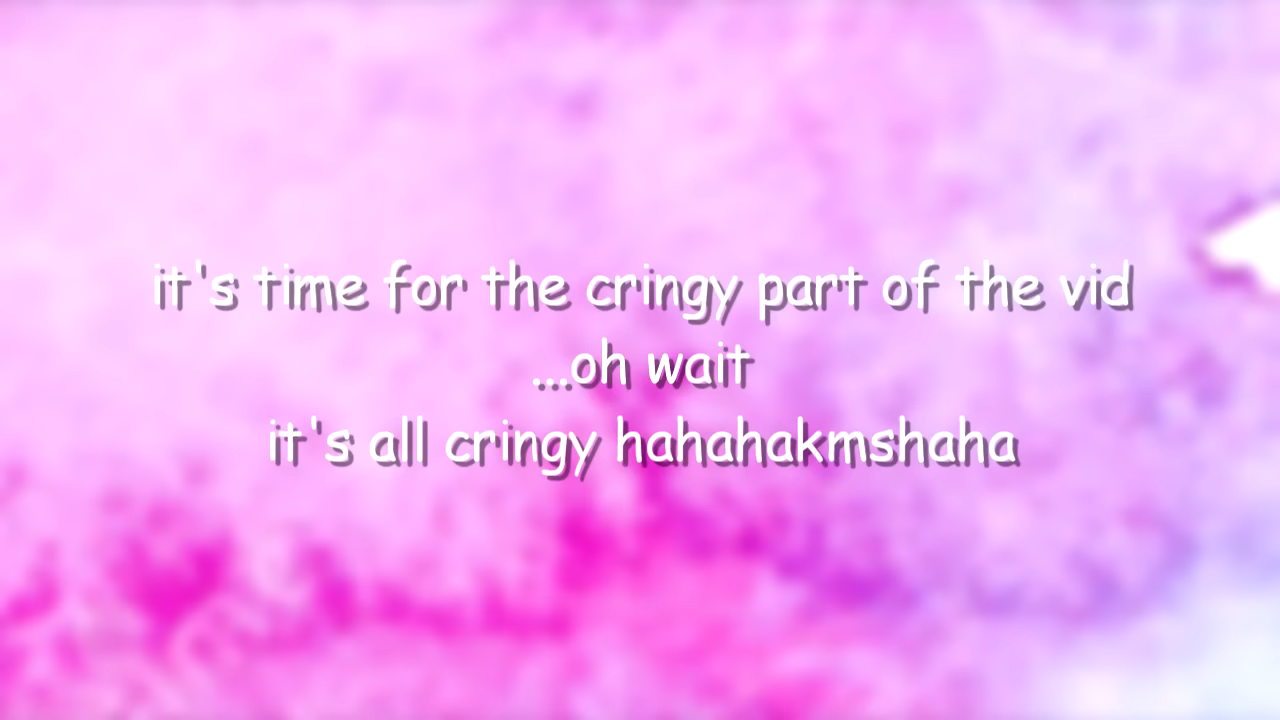 it's time for the cringy part of the vid
...oh wait
it's all cringy hahahakmshaha